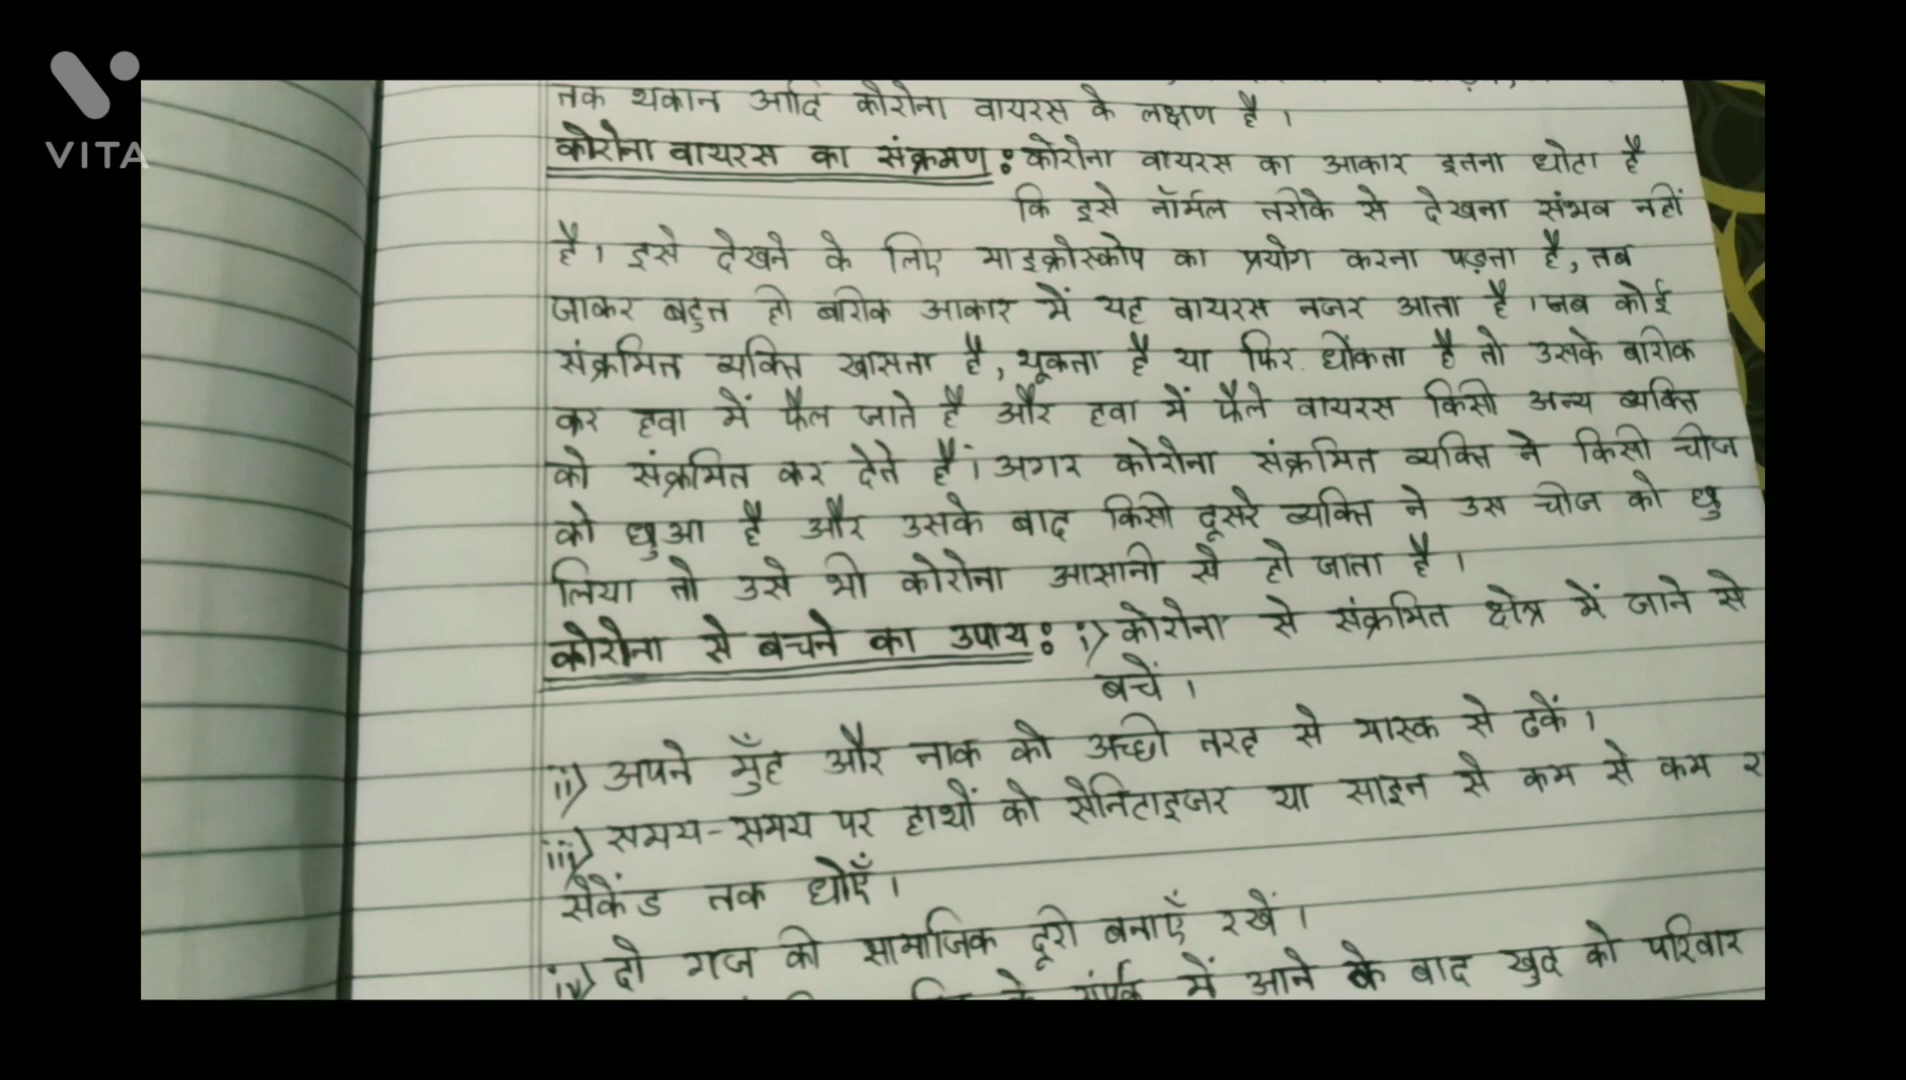 VITA
तक थकान आदि कोरोना वायरस के लक्षण है ।
कोरोना वायरस का संक्रमण : कोरोना वायरस का आकार इतना छोटा है
कि इसे नॉर्मल तरीके से देखना संभव नहीं
है । इसे देखने के लिए माइक्रोस्कोप का प्रयोग करना पड़ता है, तब
जाकर बहुत ही बारीक आकार में यह वायरस नजर आता है । जब कोई
संक्रमित व्यक्ति खासता है, थूकता है या फिर छींकता है तो उसके बारीक
कर हवा में फैल जाते है और हवा में फैले वायरस किसी अन्य व्यक्ति
को संक्रमित कर देते हैं। अगर कोरोना संक्रमित व्यक्ति ने किसी चीज
को छुआ है और उसके बाद किसी दूसरे व्यक्ति ने उस चीज को छु
लिया तो उसे भी कोरोना आसानी से हो जाता है ।
कोरोना से बचने का उपाय : i) कोरोना से संक्रमित क्षेत्र में जाने से
बचें ।
ii) अपने मुँह और नाक को अच्छी तरह से मास्क से ढकें ।
iii) समय-समय पर हाथों को सेनिटाइजर या साइन से कम से कम
सेकेंड तक धोएँ ।
iv) दो गज की सामाजिक दूरी बनाएँ रखें ।
में आने के बाद खुद को परिवार